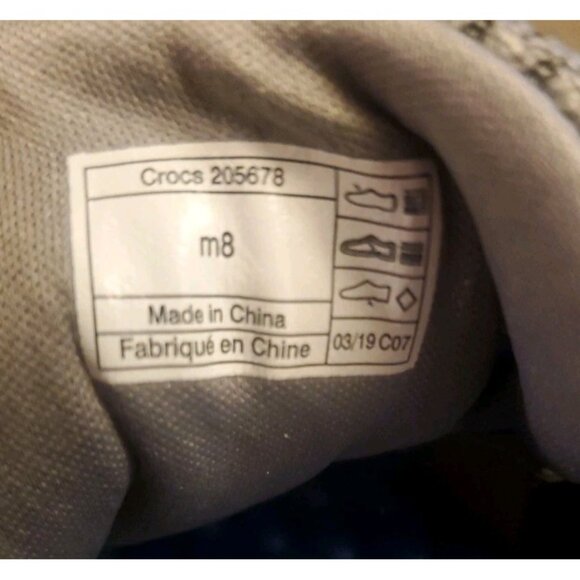 Crocs 205678
m8
Made in China
Fabriqué en Chine
03/19 C07